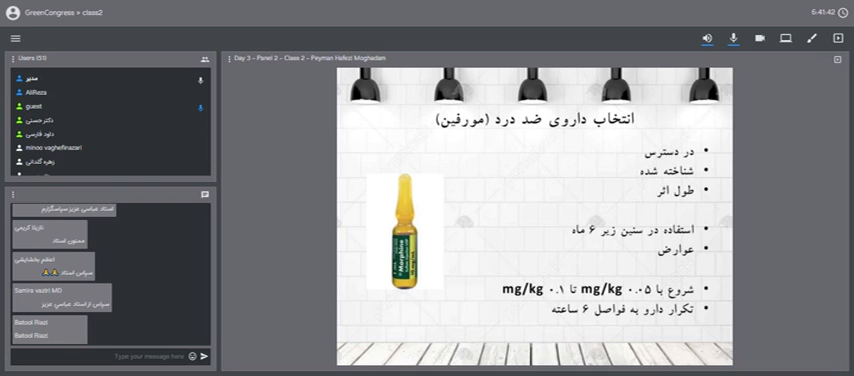 GreenCongress » class2
6:41:42
Users (51)
مدیر
AliReza
guest
دکتر حسنی
داود فارسی
minoo vaghefinazari
زهره گلدانی
استاد عباسی عزیز سپاسگزارم
نازیتا کریمی
ممنون استاد
اعظم بخشایشی
سپاس استاد
Samira vaziri MD
سپاس از استاد عباسی عزیز
Batool Riazi
Batool Riazi
Type your message here
Day 3 - Panel 2 - Class 2 - Peyman Hafezi Moghadam
انتخاب داروی ضد درد (مورفین)
• در دسترس
• شناخته شده
• طول اثر
• استفاده در سنین زیر ۶ ماه
• عوارض
• شروع با ۰.۰۵ mg/kg تا ۰.۱ mg/kg
• تکرار دارو به فواصل ۶ ساعته
Morphine